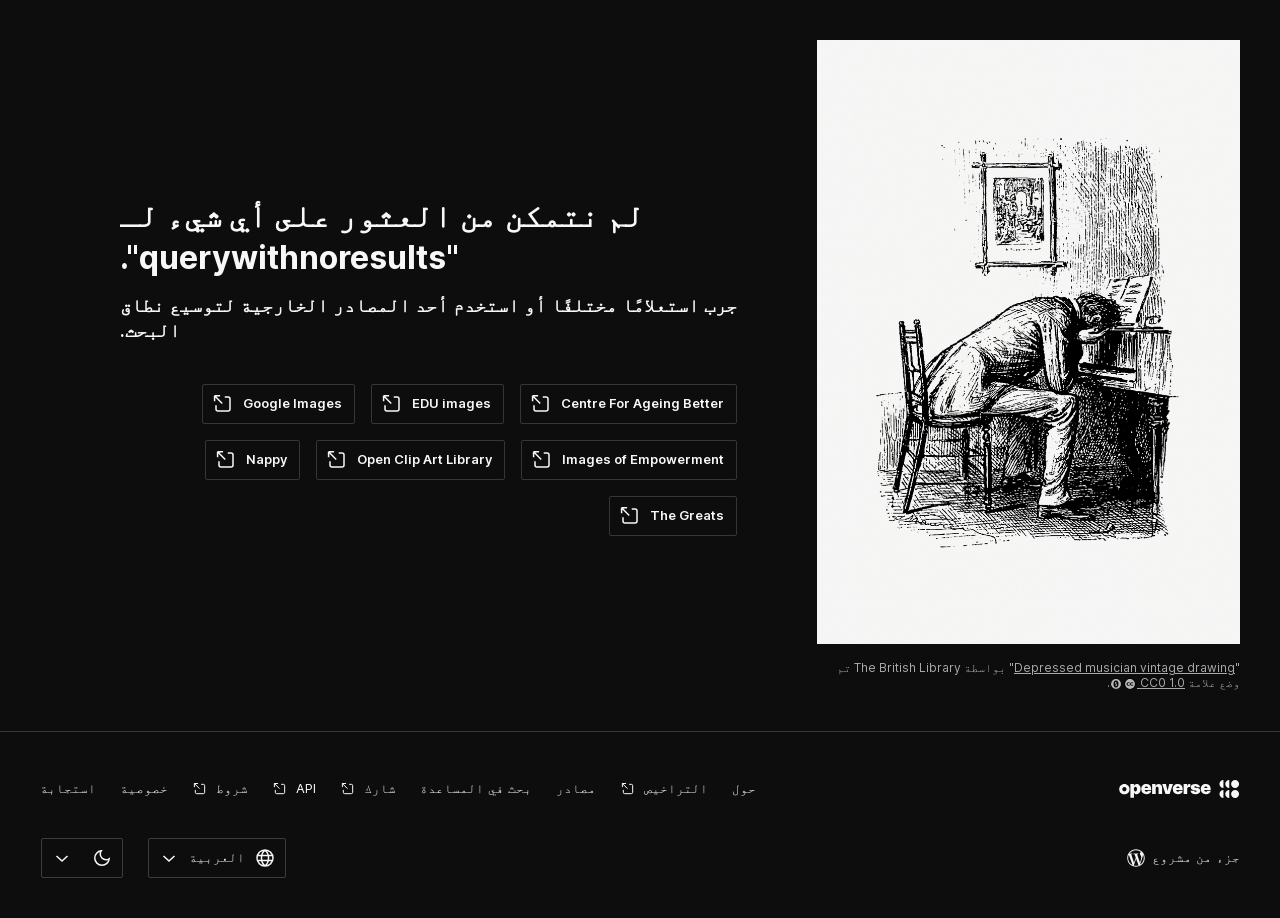 لم نتمكن من العثور على أي شيء لـ
"querywithnoresults".
جرب استعلامًا مختلفًا أو استخدم أحد المصادر الخارجية لتوسيع نطاق
البحث.
Centre For Ageing Better
EDU images
Google Images
Images of Empowerment
Open Clip Art Library
Nappy
The Greats
"Depressed musician vintage drawing" بواسطة The British Library تم
وضع علامة CC0 1.0.
openverse
حول
التراخيص
مصادر
بحث في المساعدة
شارك
API
شروط
خصوصية
استجابة
جزء من مشروع
العربية